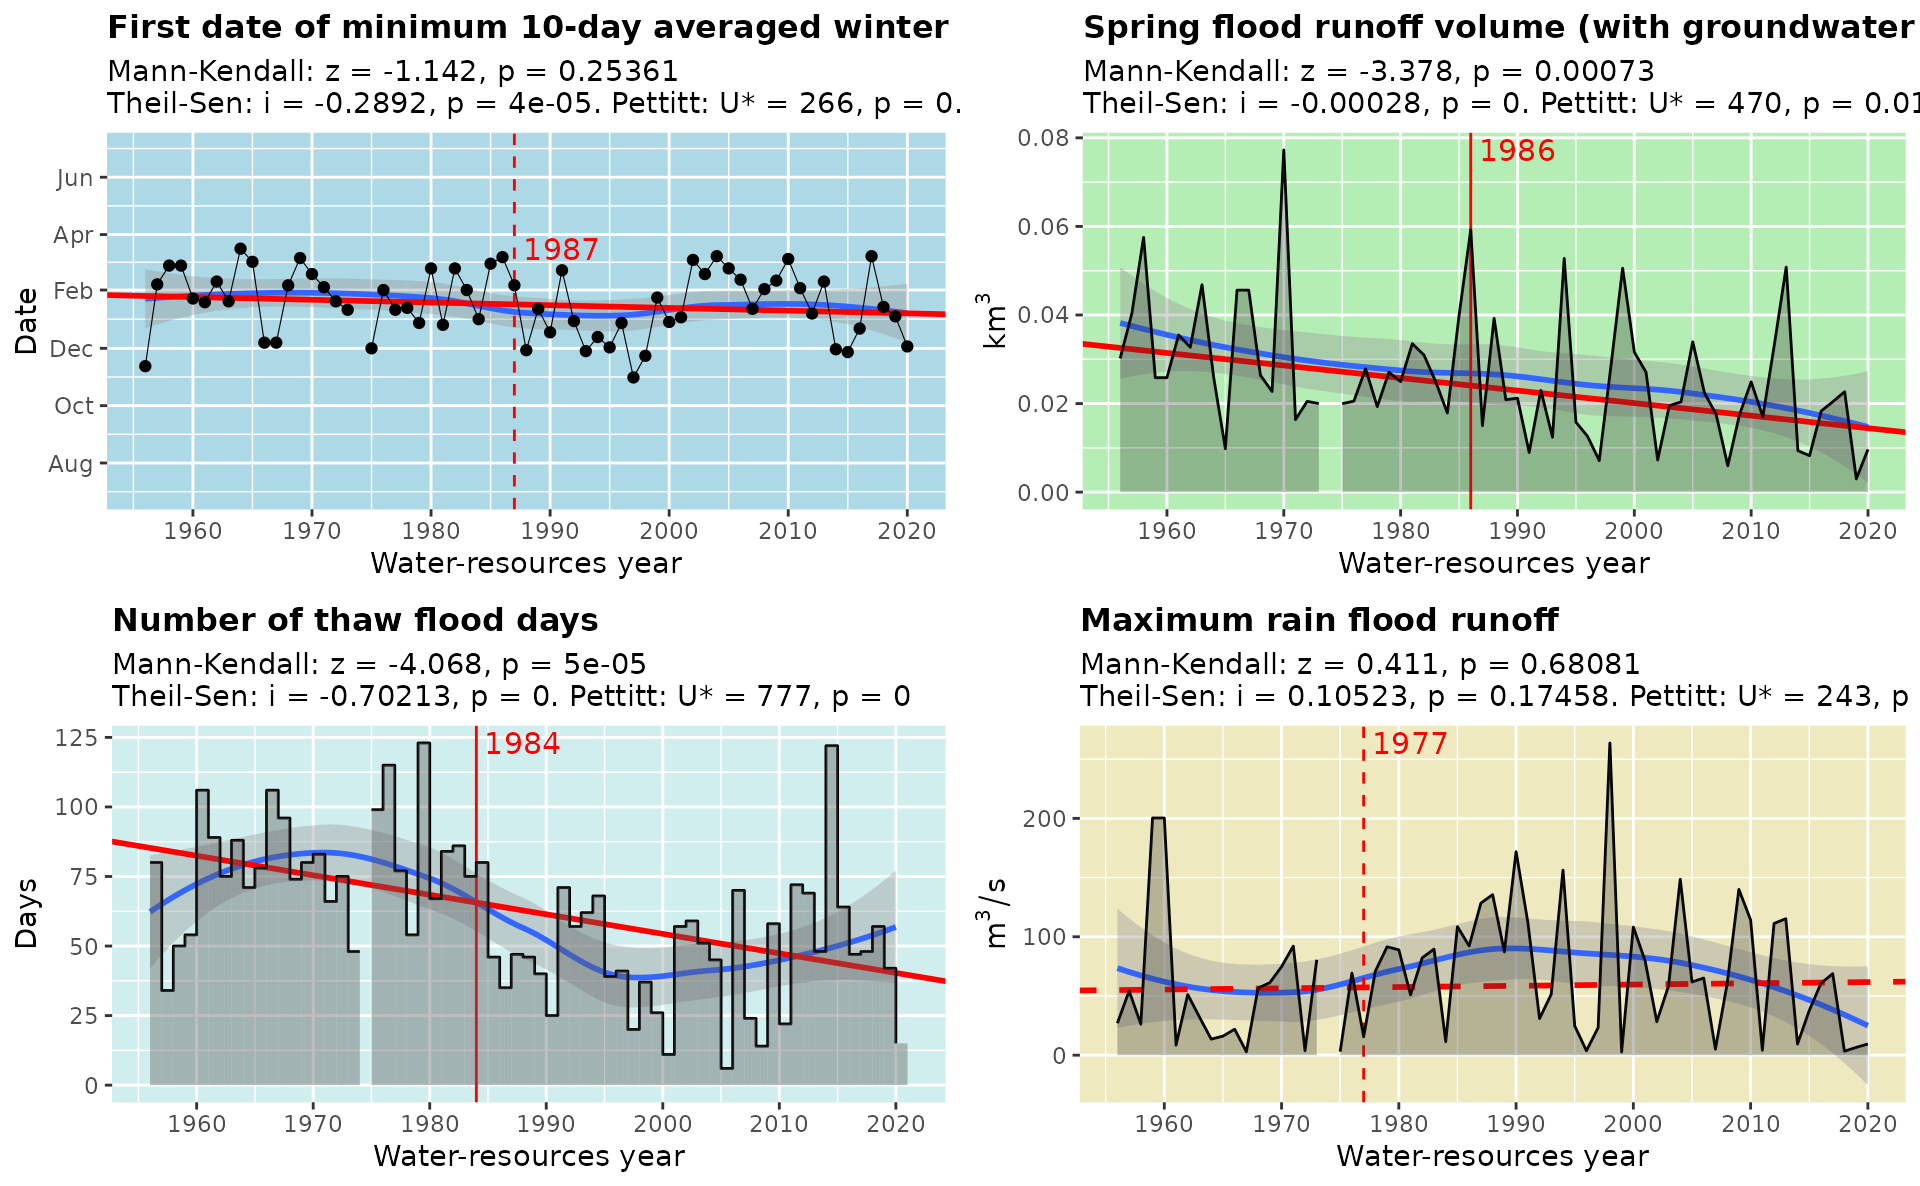 First date of minimum 10-day averaged winter
Mann-Kendall: z = -1.142, p = 0.25361
Theil-Sen: i = -0.2892, p = 4e-05. Pettitt: U* = 266, p = 0.
Jun
Apr
Feb
Dec
Oct
Aug
Date
1987
1960 1970 1980 1990 2000 2010 2020
Water-resources year
Spring flood runoff volume (with groundwater
Mann-Kendall: z = -3.378, p = 0.00073
Theil-Sen: i = -0.00028, p = 0. Pettitt: U* = 470, p = 0.01
0.08
0.06
0.04
0.02
0.00
km³
1986
1960 1970 1980 1990 2000 2010 2020
Water-resources year
Number of thaw flood days
Mann-Kendall: z = -4.068, p = 5e-05
Theil-Sen: i = -0.70213, p = 0. Pettitt: U* = 777, p = 0
125
100
75
50
25
0
Days
1984
1960 1970 1980 1990 2000 2010 2020
Water-resources year
Maximum rain flood runoff
Mann-Kendall: z = 0.411, p = 0.68081
Theil-Sen: i = 0.10523, p = 0.17458. Pettitt: U* = 243, p
200
100
0
m³/s
1977
1960 1970 1980 1990 2000 2010 2020
Water-resources year